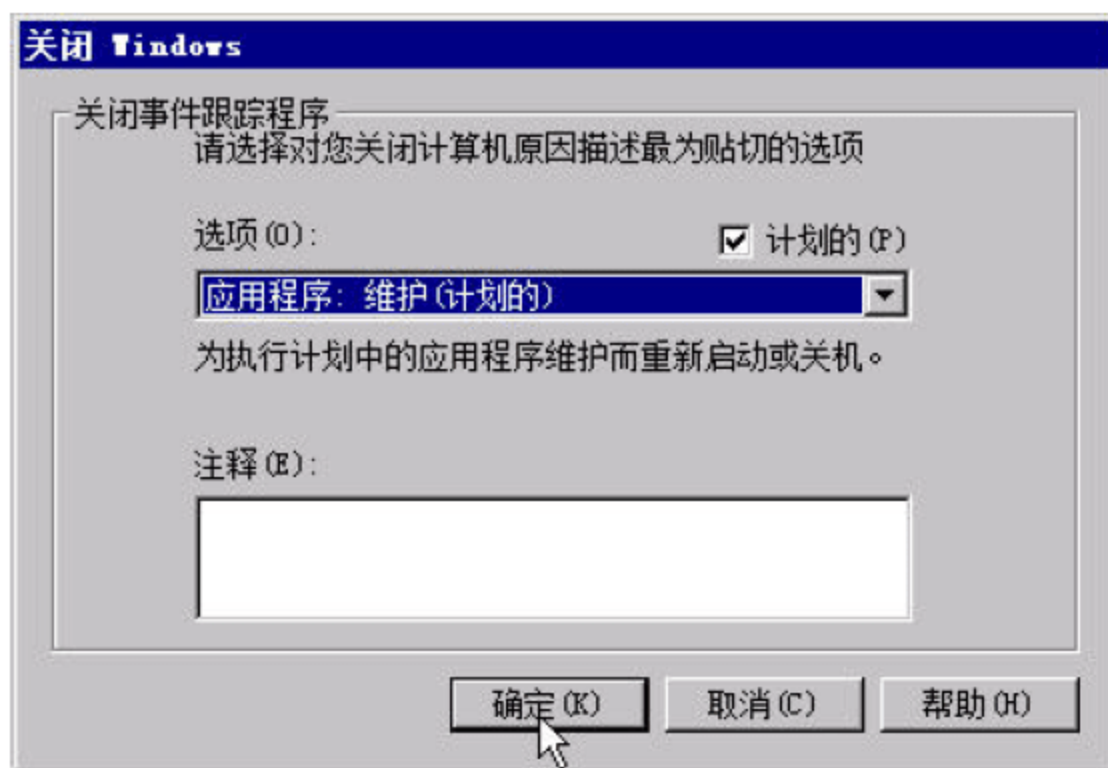 关闭 Windows
关闭事件跟踪程序
请选择对您关闭计算机原因描述最为贴切的选项
选项(O):
计划的(P)
应用程序: 维护(计划的)
为执行计划中的应用程序维护而重新启动或关机。
注释(E):
确定(K) 取消(C) 帮助(H)